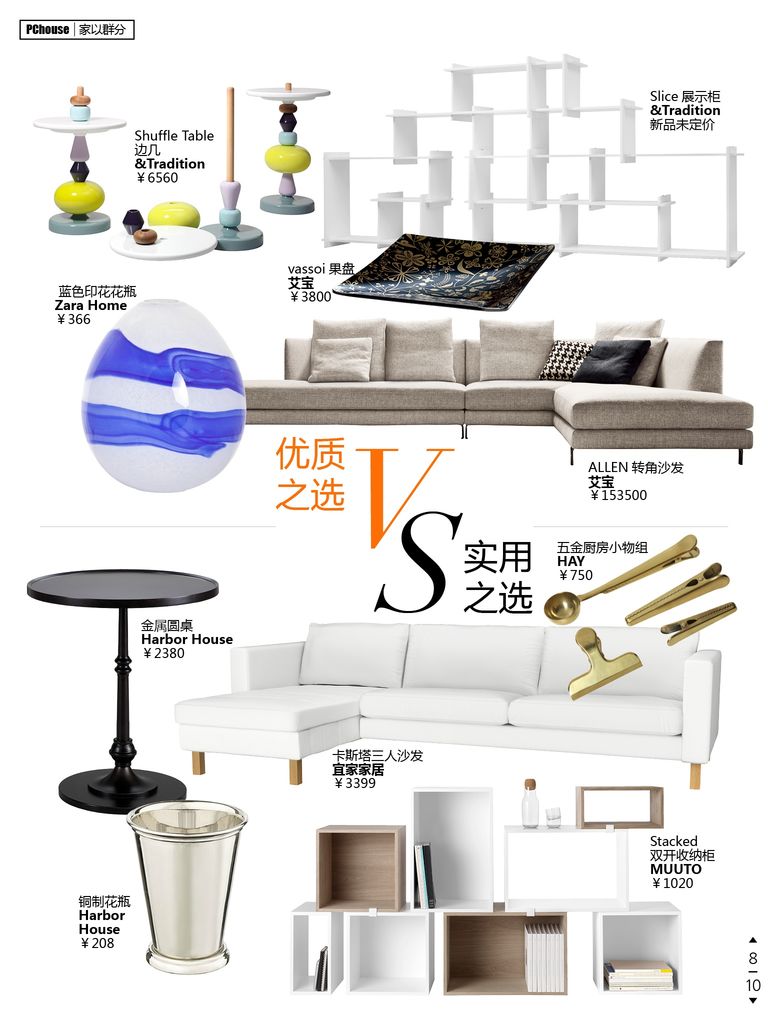 PChouse 家以群分
Slice 展示柜
&Tradition
新品未定价
Shuffle Table
边几
&Tradition
￥6560
vassoi 果盘
艾宝
￥3800
蓝色印花花瓶
Zara Home
￥366
ALLEN 转角沙发
艾宝
￥153500
优质
之选
VS
实用
之选
五金厨房小物组
HAY
￥750
金属圆桌
Harbor House
￥2380
卡斯塔三人沙发
宜家家居
￥3399
Stacked
双开收纳柜
MUUTO
￥1020
铜制花瓶
Harbor
House
￥208
8
10